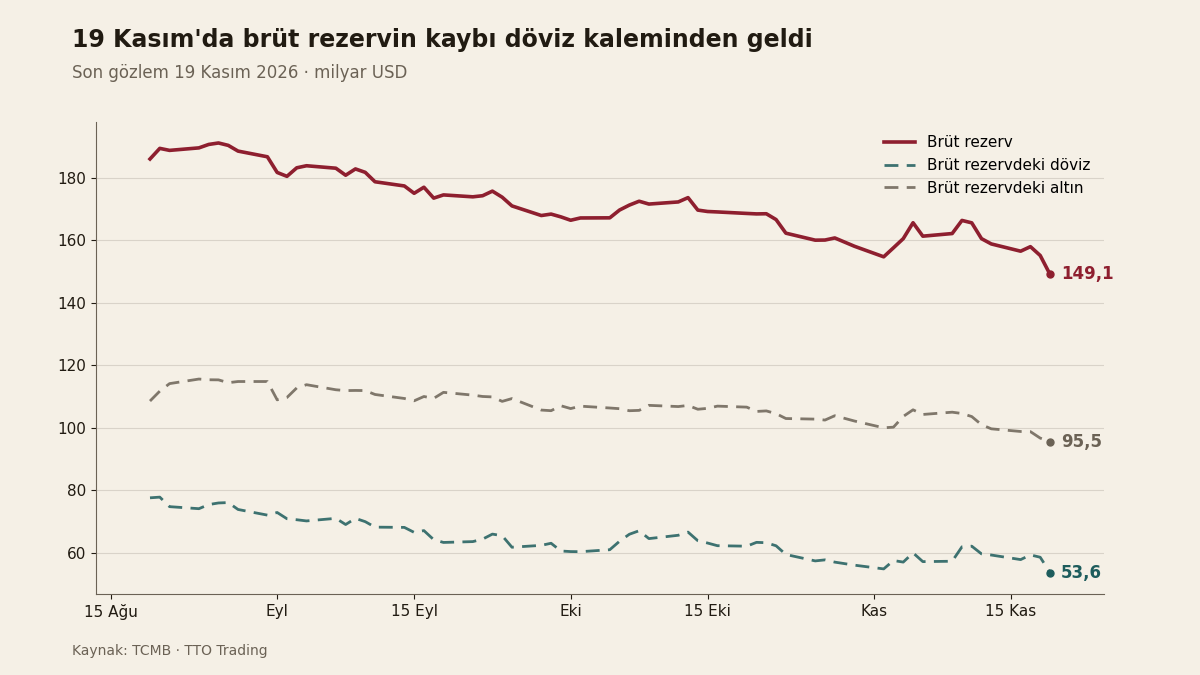 19 Kasım'da brüt rezervin kaybı döviz kaleminden geldi
Son gözlem 19 Kasım 2026 · milyar USD
Brüt rezerv
Brüt rezervdeki döviz
Brüt rezervdeki altın
180
160
140
120
100
80
60
149,1
95,5
53,6
15 Ağu
Eyl
15 Eyl
Eki
15 Eki
Kas
15 Kas
Kaynak: TCMB · TTO Trading